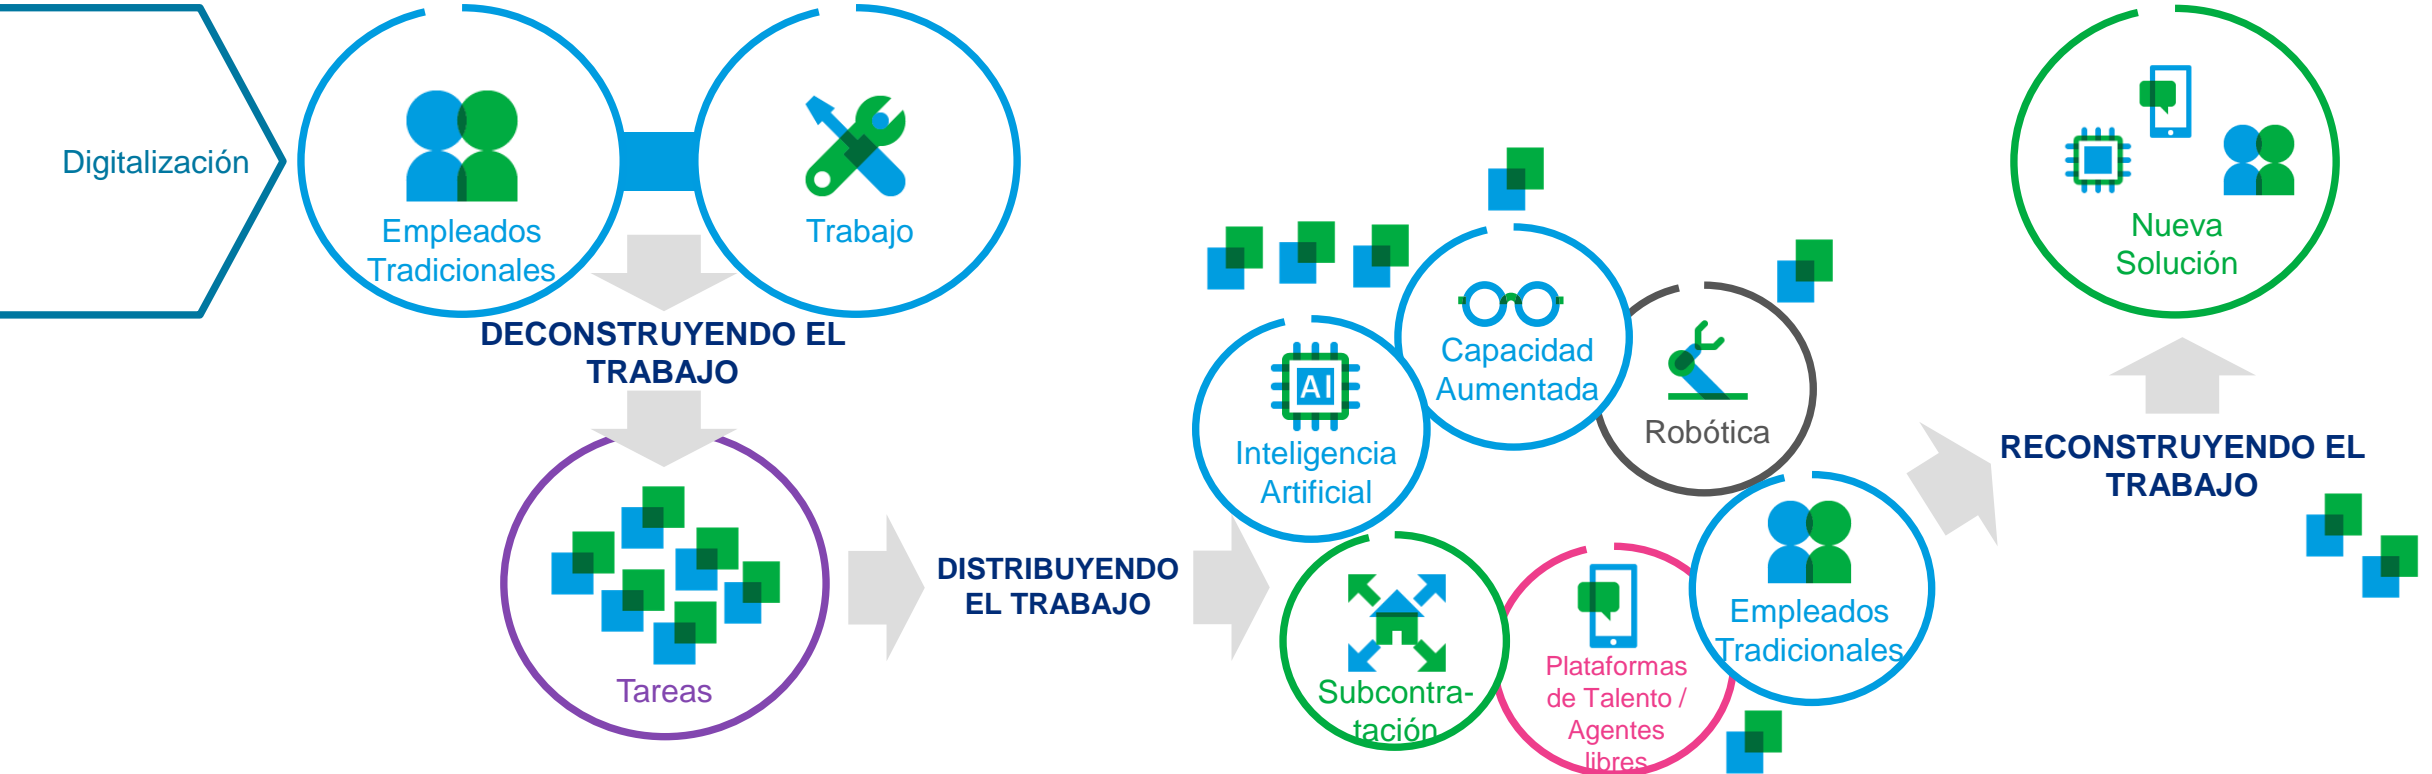 Digitalización
Empleados
Tradicionales
Trabajo
DECONSTRUYENDO EL
TRABAJO
Tareas
DISTRIBUYENDO
EL TRABAJO
AI
Inteligencia
Artificial
Capacidad
Aumentada
Robótica
Subcontra-
tación
Plataformas
de Talento /
Agentes
libres
Empleados
Tradicionales
RECONSTRUYENDO EL
TRABAJO
Nueva
Solución